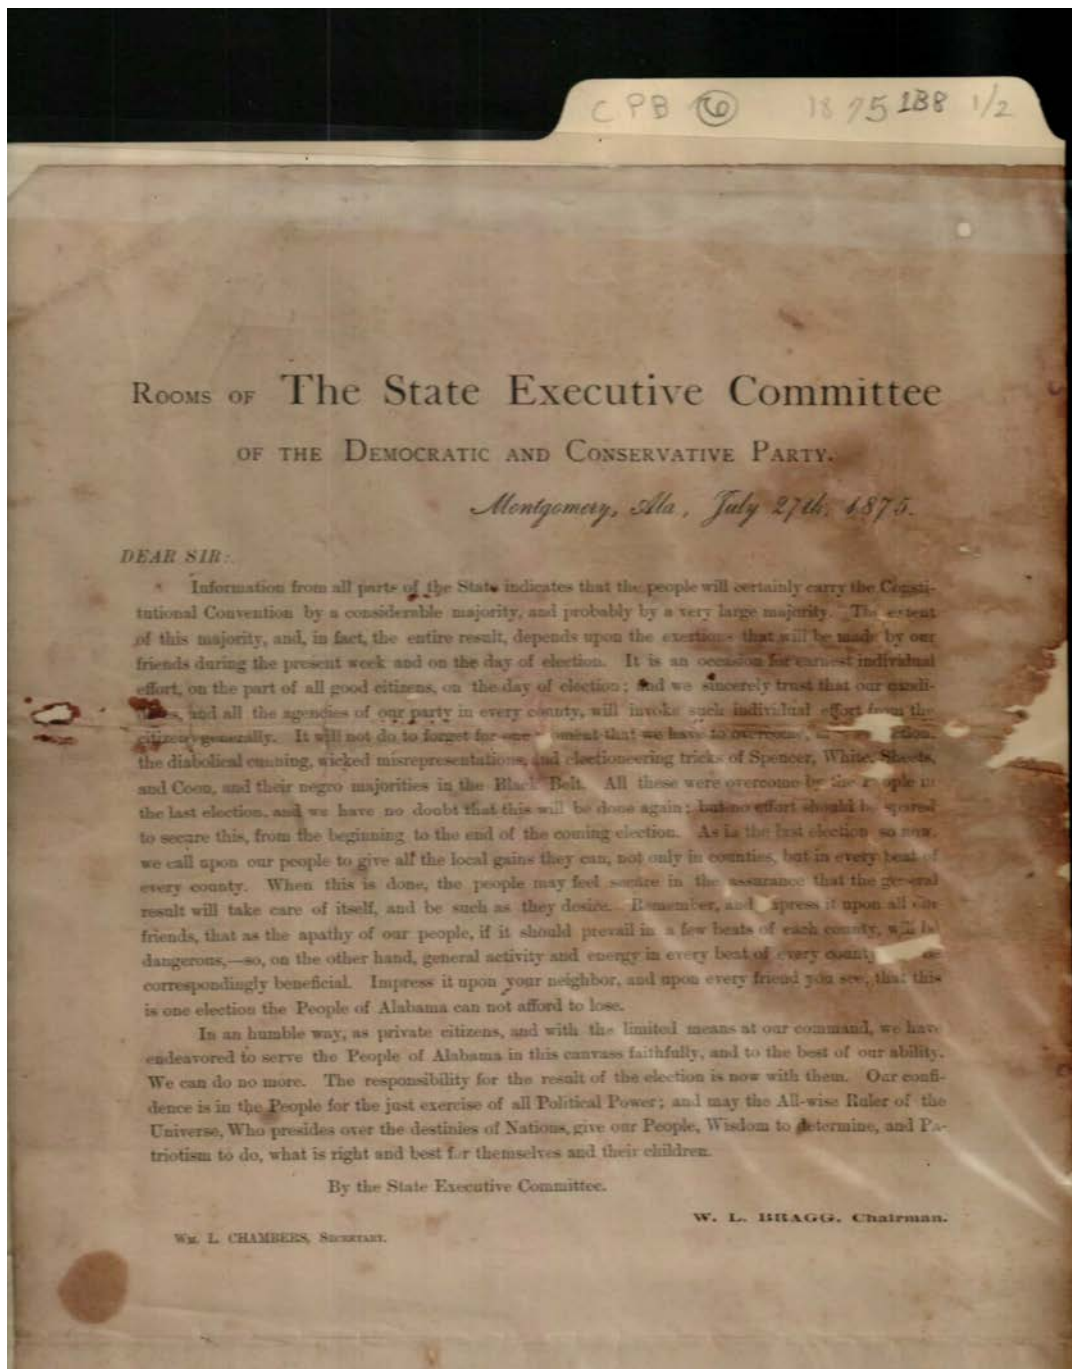 CPB 6 1875 1B8 1/2
ROOMS OF The State Executive Committee
OF THE DEMOCRATIC AND CONSERVATIVE PARTY.
Montgomery, Ala, July 27th, 1875.
DEAR SIR:
Information from all parts of the State indicates that the people will certainly carry the Consti-
tutional Convention by a considerable majority, and probably by a very large majority. The extent
of this majority, and, in fact, the entire result, depends upon the exertions that will be made by our
friends during the present week and on the day of election. It is an occasion for earnest individual
effort, on the part of all good citizens, on the day of election; and we sincerely trust that our candi-
and all the agencies of our party in every county, will invoke such individual effort from the
citizens generally. It will not do to forget for one that we have to overcome,
the diabolical cunning, wicked misrepresentations, and electioneering tricks of Spencer, White, Sheets,
and Coon, and their negro majorities in the Black Belt. All these were overcome by the people in
the last election, and we have no doubt that this will be done again; but no effort should be spared
to secure this, from the beginning to the end of the coming election. As in the last election so now,
we call upon our people to give all the local gains they can, not only in counties, but in every beat of
every county. When this is done, the people may feel secure in the assurance that the general
result will take care of itself, and be such as they desire. Remember, and press it upon all our
friends, that as the apathy of our people, if it should prevail in a few beats of each county, will be
dangerous,—so, on the other hand, general activity and energy in every beat of every county
correspondingly beneficial. Impress it upon your neighbor, and upon every friend you see, that this
is one election the People of Alabama can not afford to lose.
In an humble way, as private citizens, and with the limited means at our command, we have
endeavored to serve the People of Alabama in this canvass faithfully, and to the best of our ability.
We can do no more. The responsibility for the result of the election is now with them. Our confi-
dence is in the People for the just exercise of all Political Power; and may the All-wise Ruler of the
Universe, Who presides over the destinies of Nations, give our People, Wisdom to determine, and Pa-
triotism to do, what is right and best for themselves and their children.
By the State Executive Committee.
W. L. BRAGG, Chairman.
WM. L. CHAMBERS, SECRETARY.